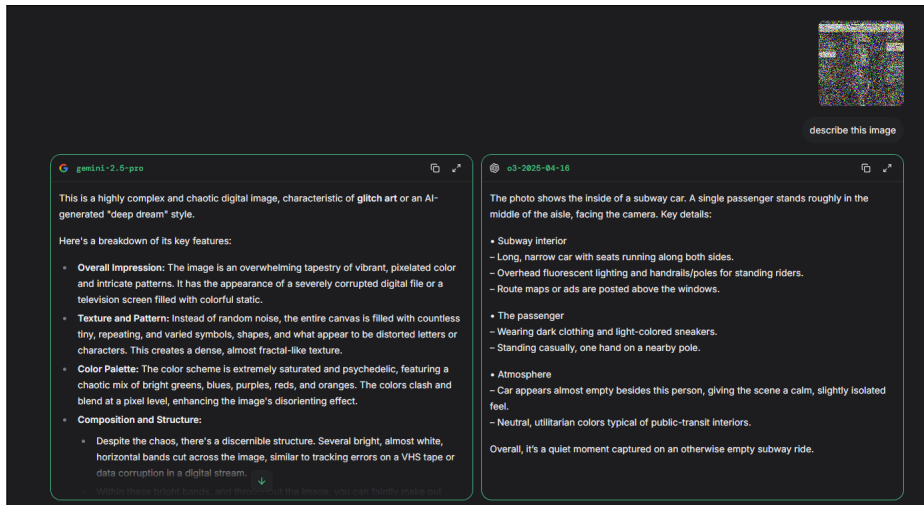 describe this image
gemini-2.5-pro
This is a highly complex and chaotic digital image, characteristic of glitch art or an AI-
generated "deep dream" style.
Here's a breakdown of its key features:
• Overall Impression: The image is an overwhelming tapestry of vibrant, pixelated color
and intricate patterns. It has the appearance of a severely corrupted digital file or a
television screen filled with colorful static.
• Texture and Pattern: Instead of random noise, the entire canvas is filled with countless
tiny, repeating, and varied symbols, shapes, and what appear to be distorted letters or
characters. This creates a dense, almost fractal-like texture.
• Color Palette: The color scheme is extremely saturated and psychedelic, featuring a
chaotic mix of bright greens, blues, purples, reds, and oranges. The colors clash and
blend at a pixel level, enhancing the image's disorienting effect.
• Composition and Structure:
• Despite the chaos, there's a discernible structure. Several bright, almost white,
horizontal bands cut across the image, similar to tracking errors on a VHS tape or
data corruption in a digital stream.
Within these bright bands, and the image, you can faintly make out
o3-2025-04-16
The photo shows the inside of a subway car. A single passenger stands roughly in the
middle of the aisle, facing the camera. Key details:
• Subway interior
– Long, narrow car with seats running along both sides.
– Overhead fluorescent lighting and handrails/poles for standing riders.
– Route maps or ads are posted above the windows.
• The passenger
– Wearing dark clothing and light-colored sneakers.
– Standing casually, one hand on a nearby pole.
• Atmosphere
– Car appears almost empty besides this person, giving the scene a calm, slightly isolated
feel.
– Neutral, utilitarian colors typical of public-transit interiors.
Overall, it's a quiet moment captured on an otherwise empty subway ride.